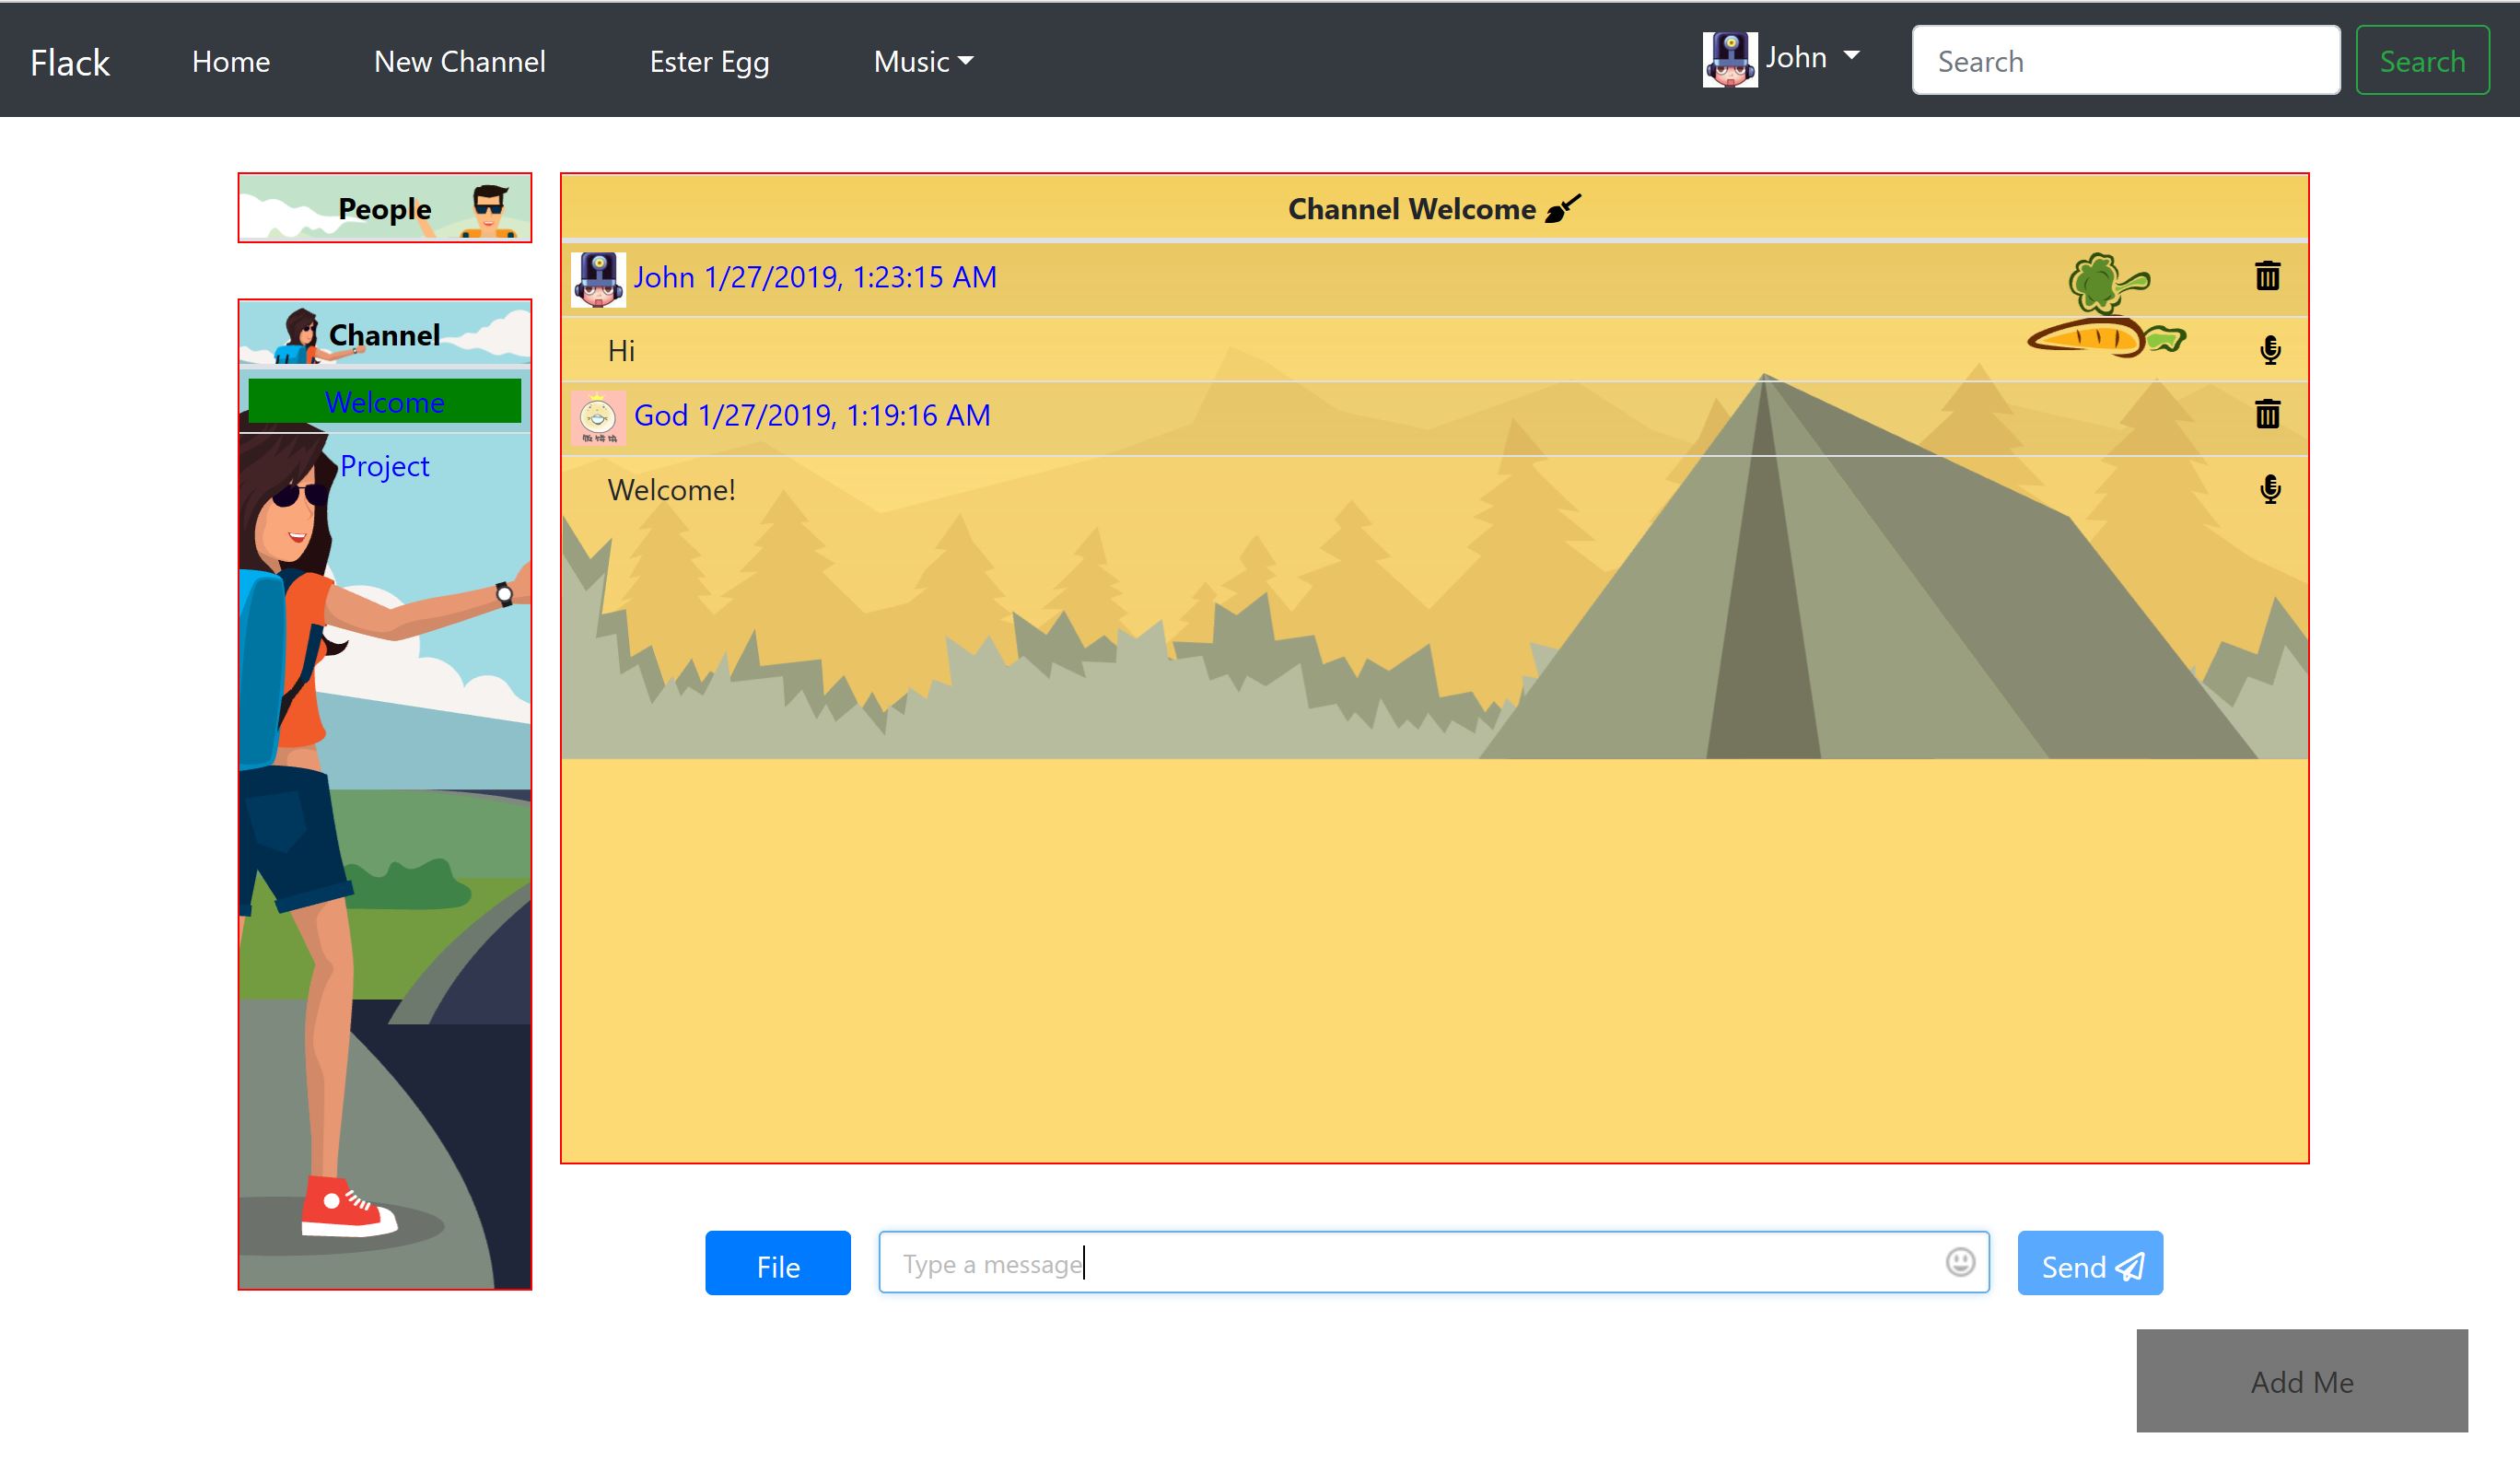 Flack Home New Channel Ester Egg Music John Search Search
People
Channel
Welcome
Project
Channel Welcome
John 1/27/2019, 1:23:15 AM
Hi
God 1/27/2019, 1:19:16 AM
Welcome!
File Type a message Send
Add Me